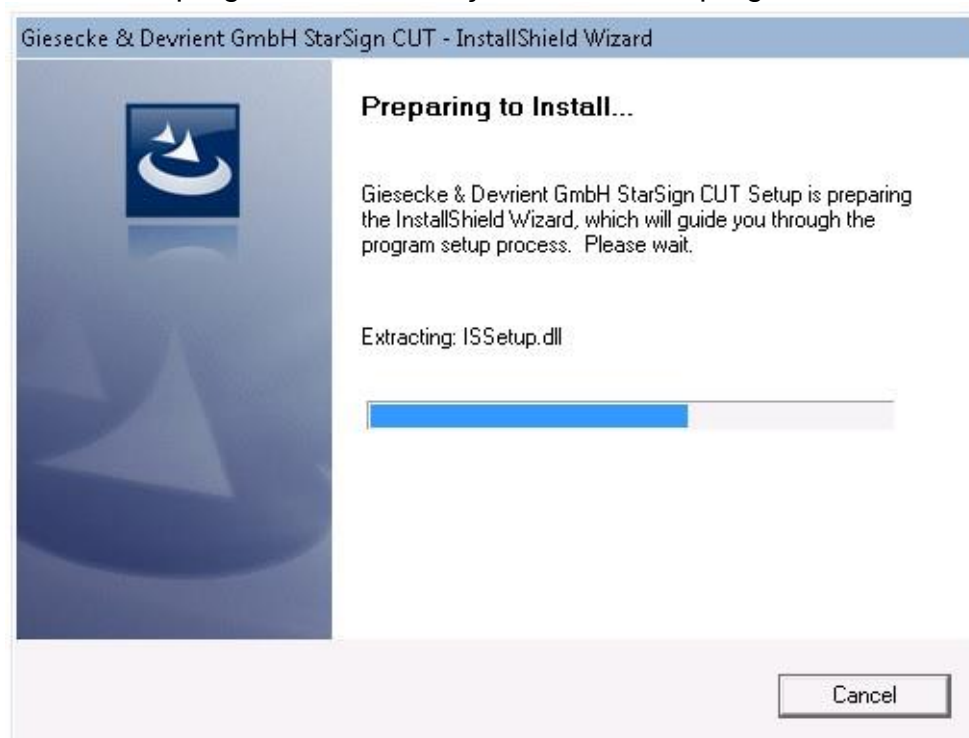 Giesecke & Devrient GmbH StarSign CUT - InstallShield Wizard
Preparing to Install...
Giesecke & Devrient GmbH StarSign CUT Setup is preparing
the InstallShield Wizard, which will guide you through the
program setup process.  Please wait.
Extracting: ISSetup.dll
Cancel